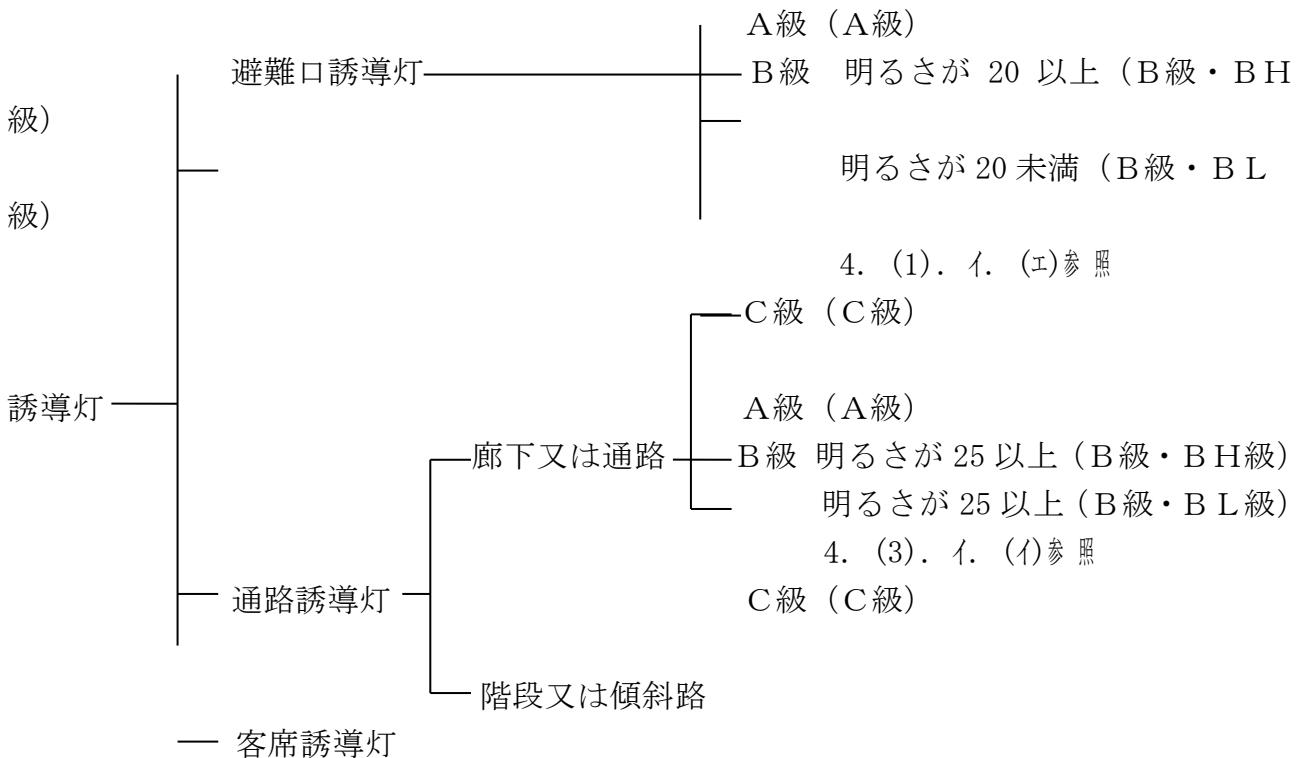 A級（A級）
避難口誘導灯 B級 明るさが 20 以上（B級・BH
級）
明るさが 20 未満（B級・BL
級）
4. (1). イ. (エ)参照
C級（C級）
誘導灯 A級（A級）
廊下又は通路 B級 明るさが 25 以上（B級・BH級）
明るさが 25 以上（B級・BL級）
4. (3). イ. (イ)参照
通路誘導灯 C級（C級）
階段又は傾斜路
客席誘導灯